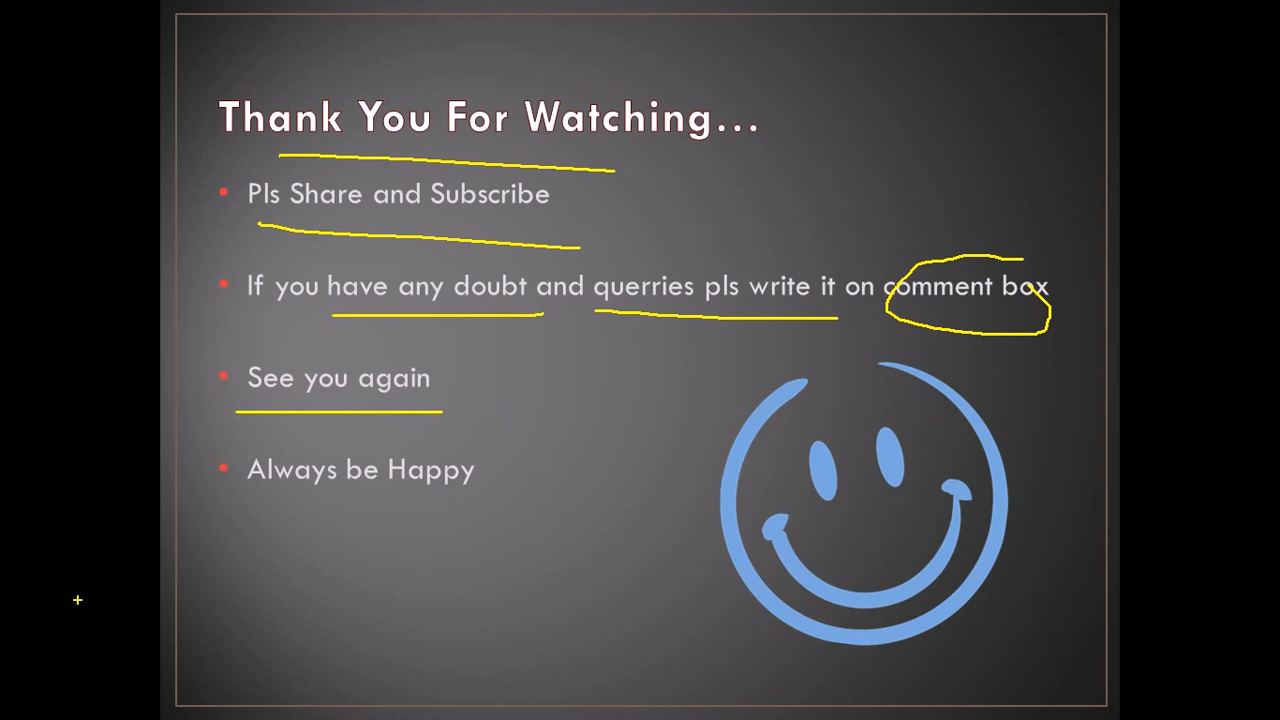 Thank You For Watching...
• Pls Share and Subscribe
• If you have any doubt and querries pls write it on comment box
• See you again
• Always be Happy